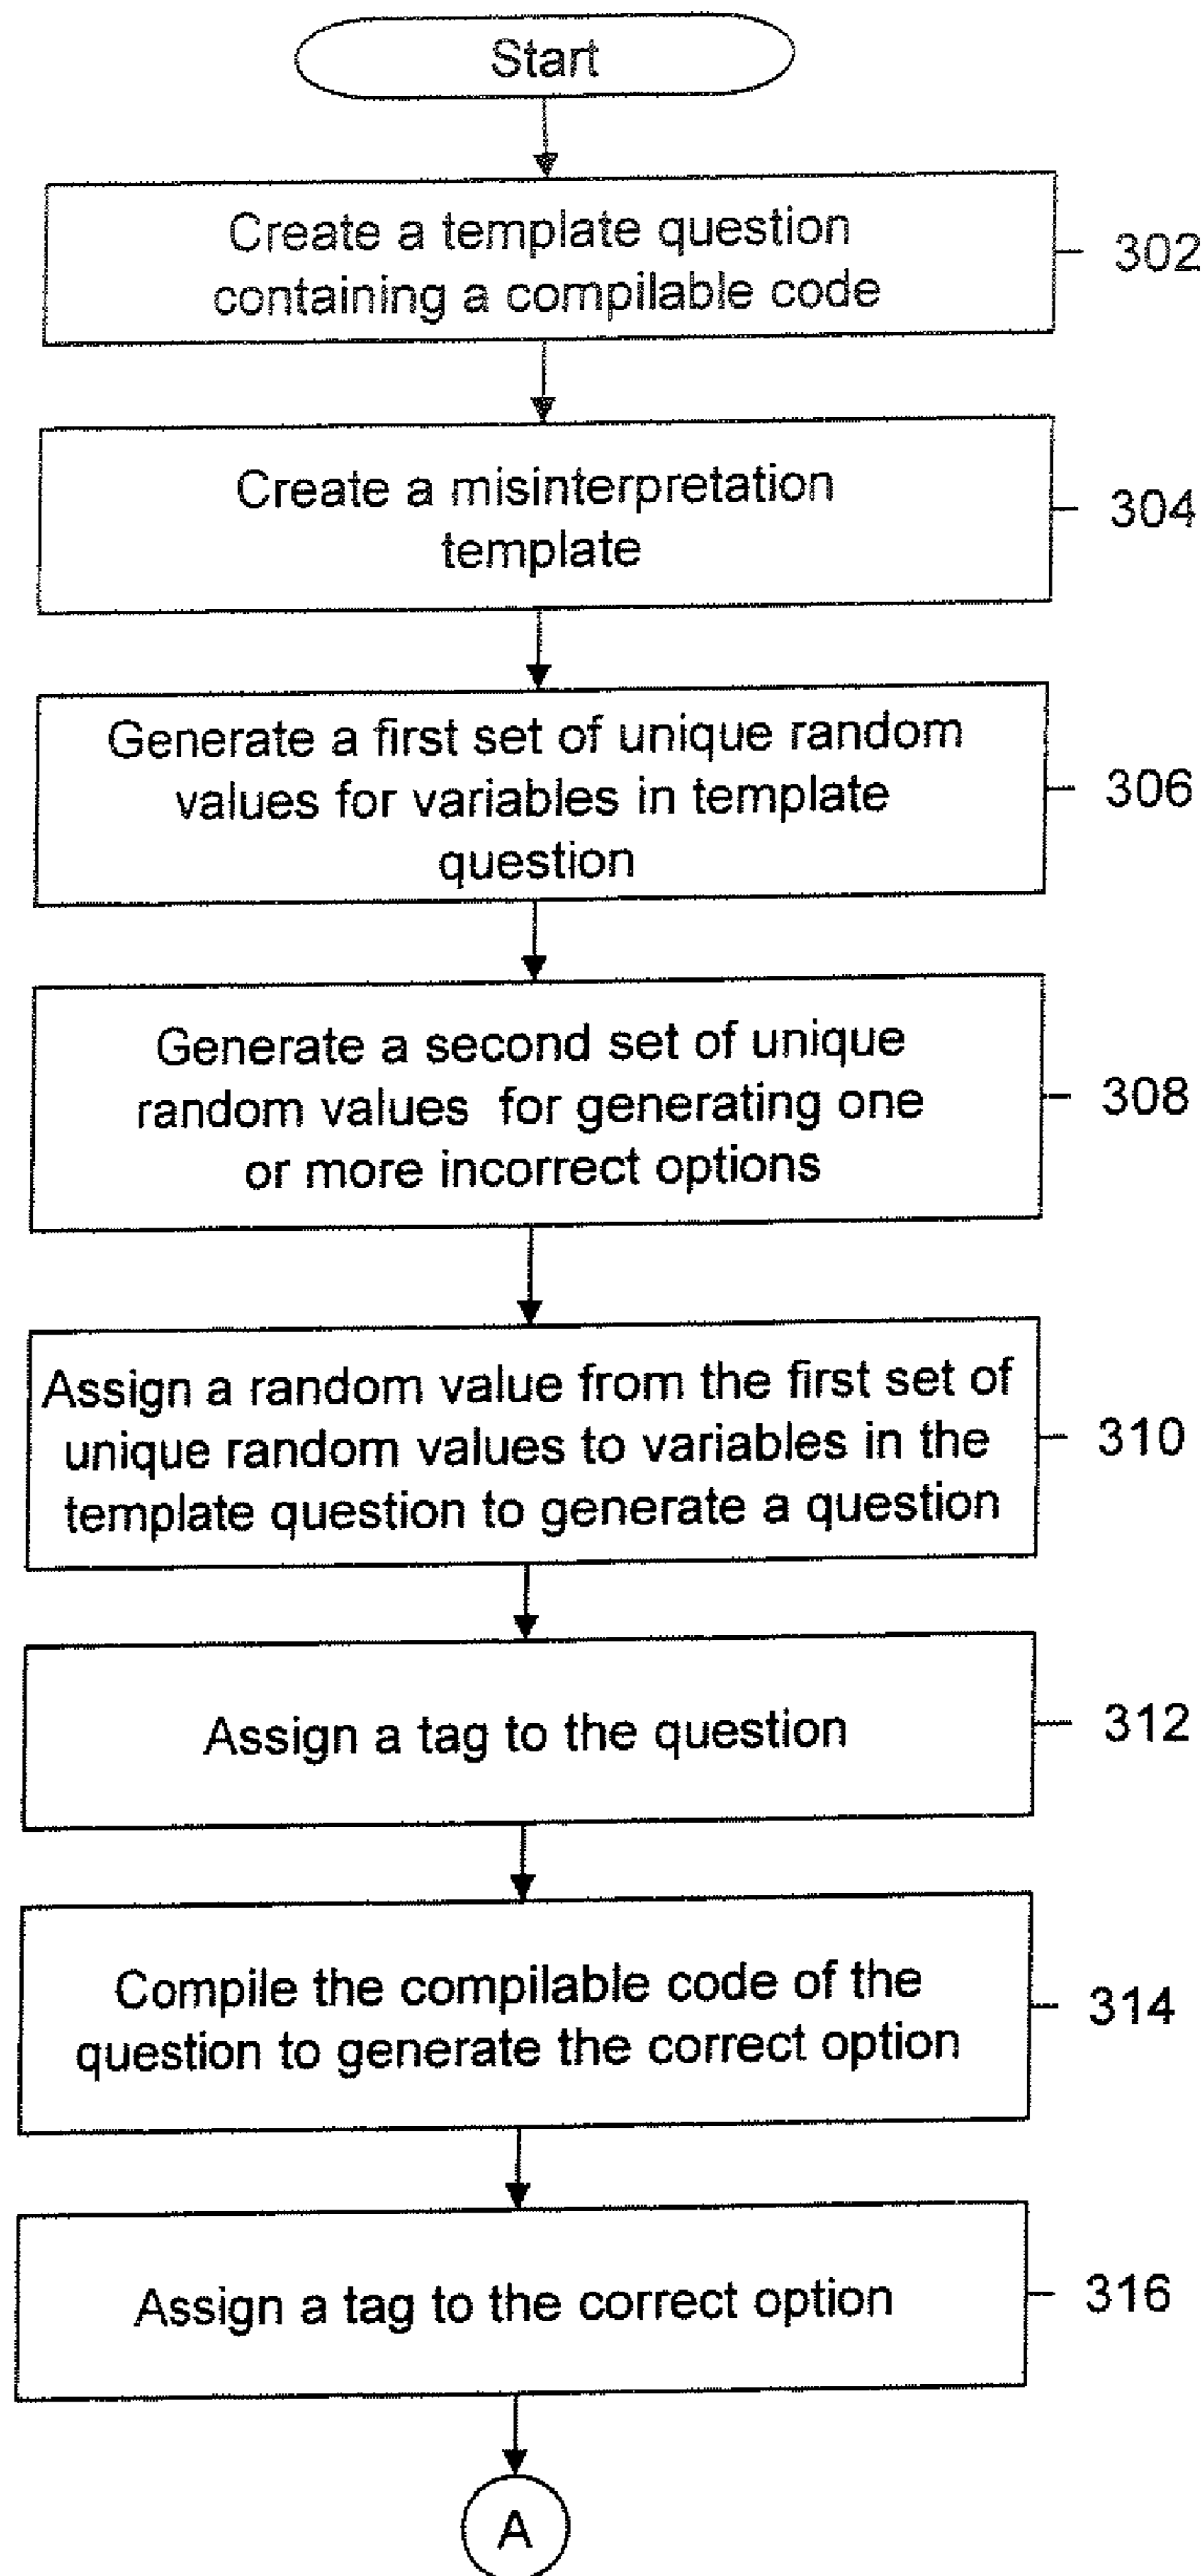 Start
Create a template question
containing a compilable code
302
Create a misinterpretation
template
304
Generate a first set of unique random
values for variables in template
question
306
Generate a second set of unique
random values for generating one
or more incorrect options
308
Assign a random value from the first set of
unique random values to variables in the
template question to generate a question
310
Assign a tag to the question
312
Compile the compilable code of the
question to generate the correct option
314
Assign a tag to the correct option
316
A